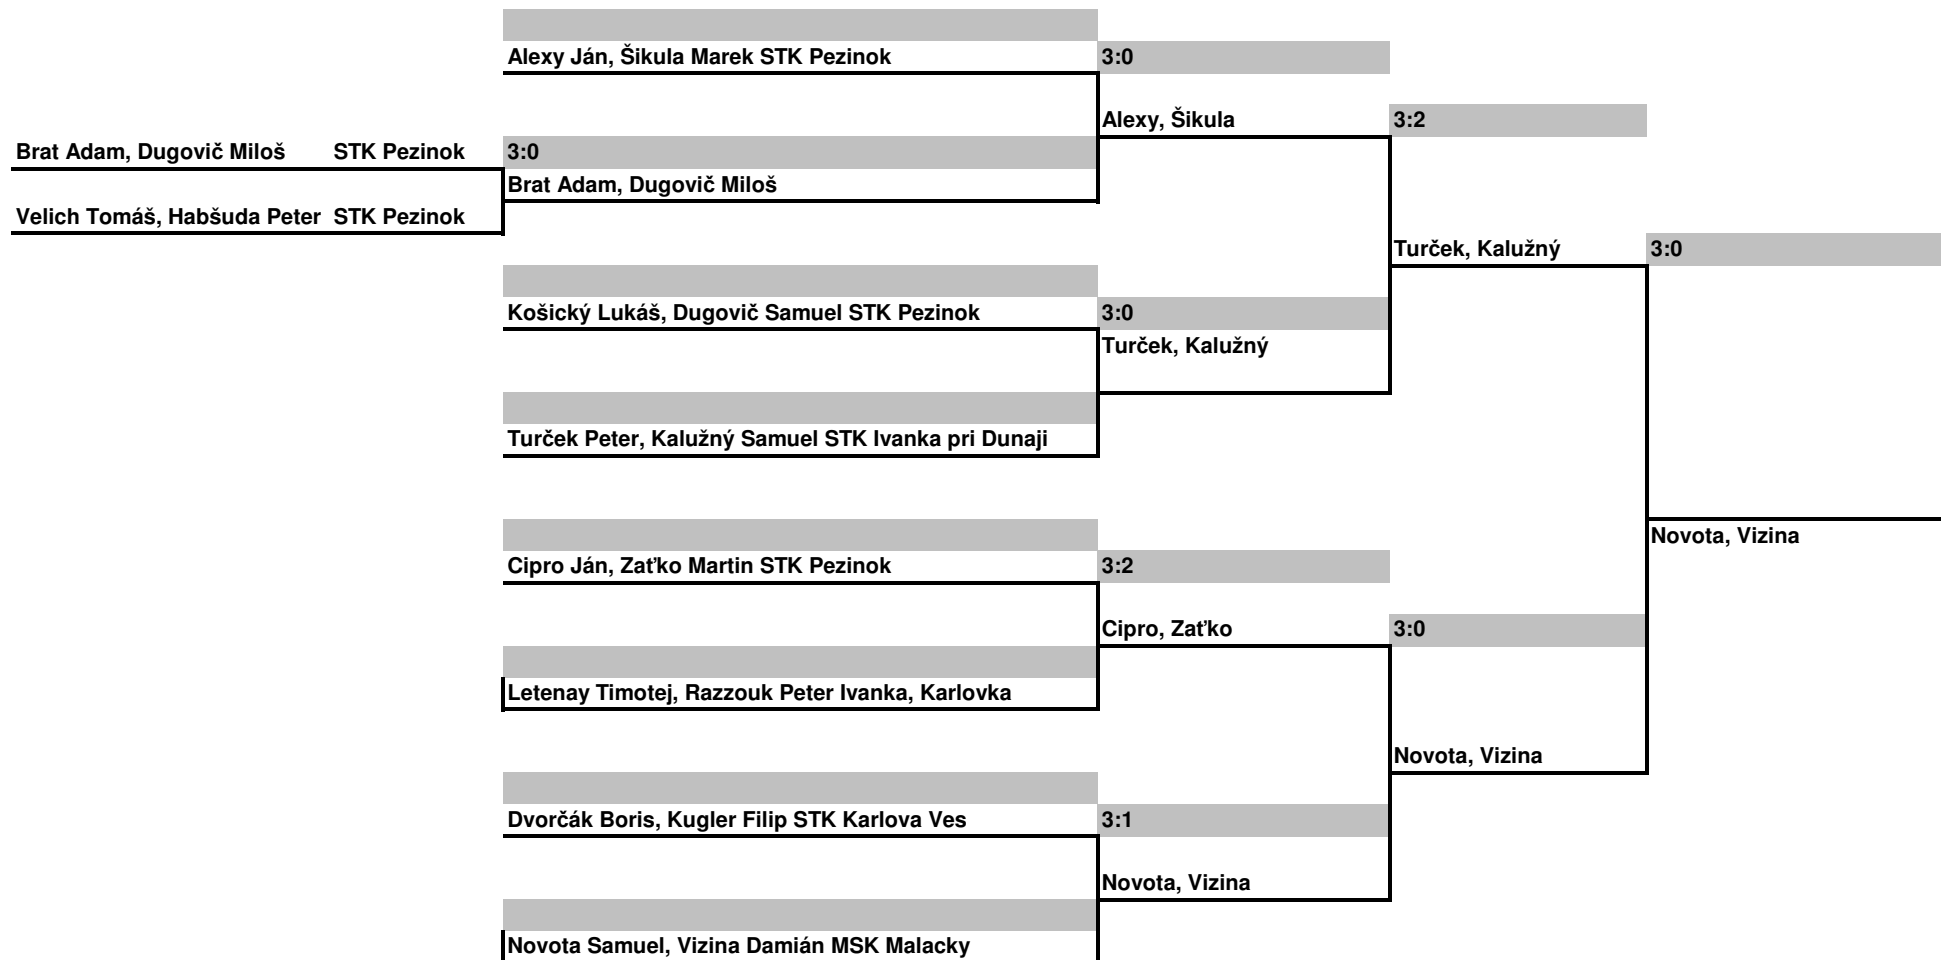 Alexy Ján, Šikula Marek STK Pezinok
3:0
Alexy, Šikula
3:2
Brat Adam, Dugovič Miloš STK Pezinok
3:0
Brat Adam, Dugovič Miloš
Velich Tomáš, Habšuda Peter STK Pezinok
Turček, Kalužný
3:0
Košický Lukáš, Dugovič Samuel STK Pezinok
3:0
Turček, Kalužný
Turček Peter, Kalužný Samuel STK Ivanka pri Dunaji
Novota, Vizina
Cipro Ján, Zaťko Martin STK Pezinok
3:2
Cipro, Zaťko
3:0
Letenay Timotej, Razzouk Peter Ivanka, Karlovka
Novota, Vizina
Dvorčák Boris, Kugler Filip STK Karlova Ves
3:1
Novota, Vizina
Novota Samuel, Vizina Damián MSK Malacky